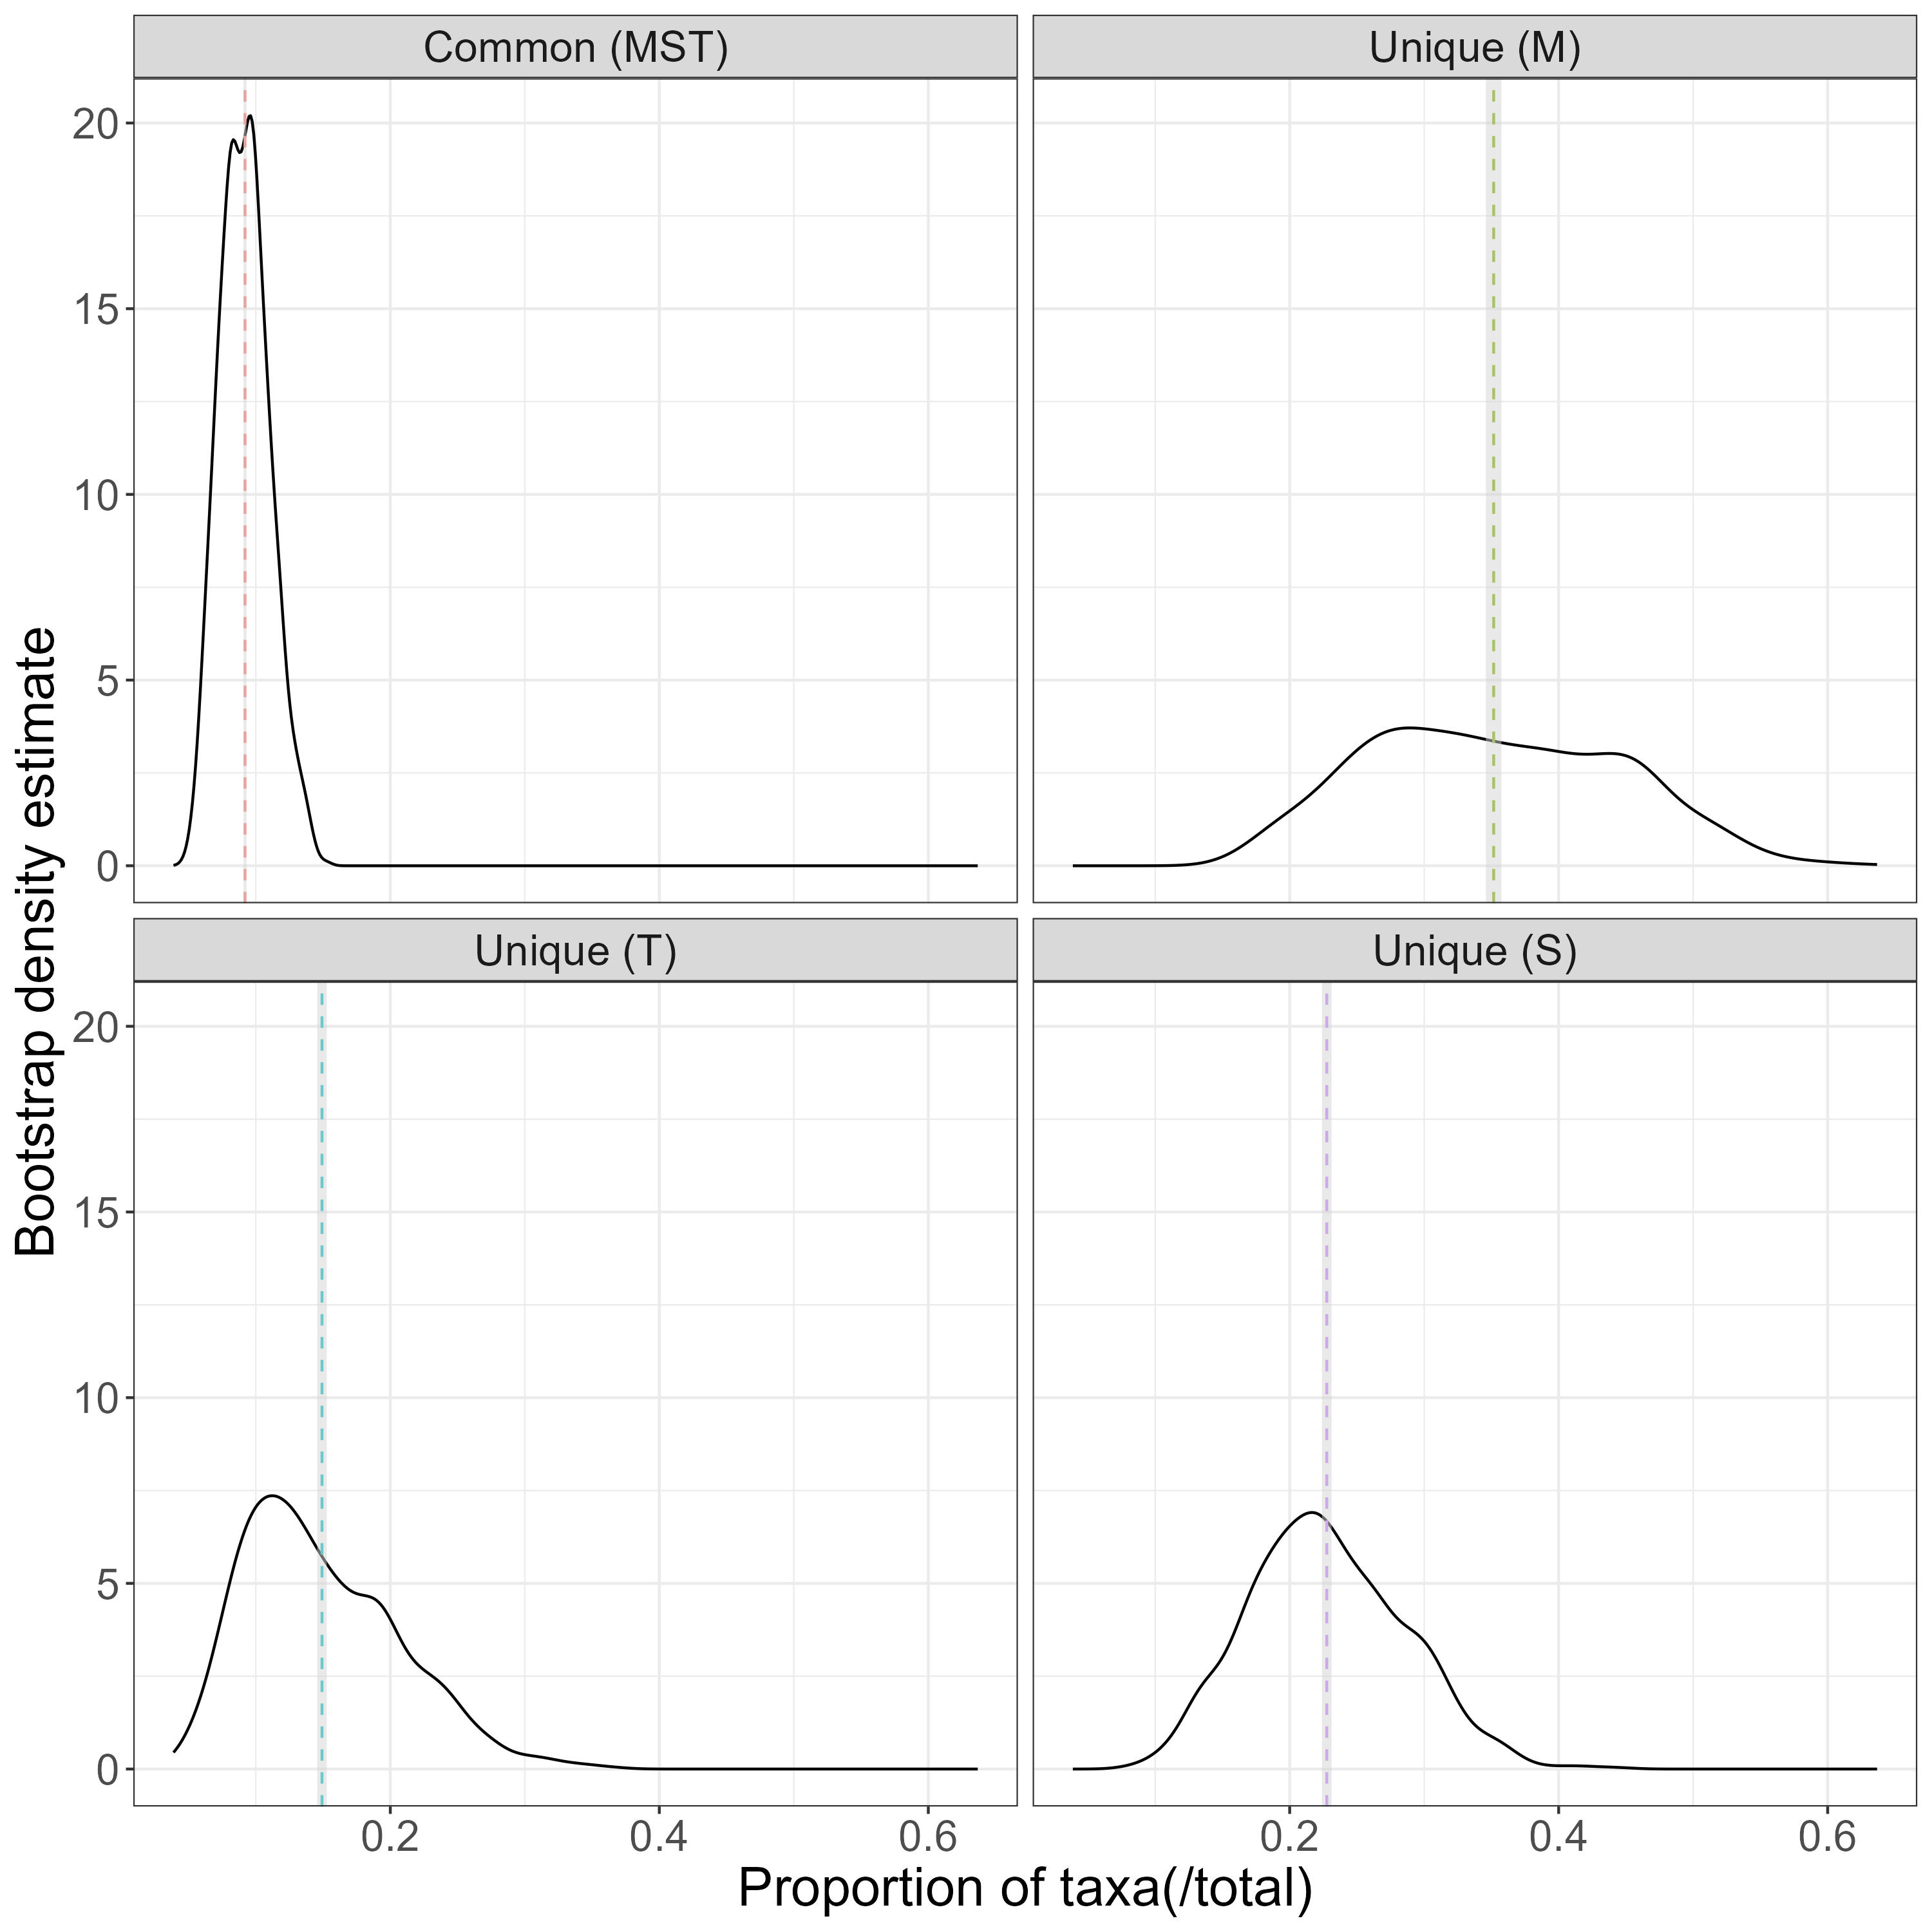 Common (MST)
Unique (M)
20
15
10
5
0
Unique (T)
Unique (S)
20
15
10
5
0
0.2
0.4
0.6
0.2
0.4
0.6
Proportion of taxa(/total)
Bootstrap density estimate